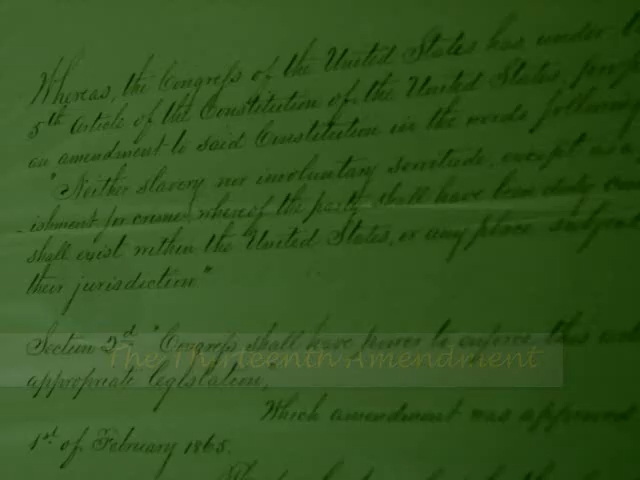 Whereas, the Congress of the United States has under
5th Article of the Constitution of the United States, prop
an amendment to said Constitution in the words following
"Neither slavery nor involuntary servitude, except as a
ishment for crime, whereof the party shall have been duly con
shall exist within the United States, or any place subject
their jurisdiction"
Section 2d "Congress shall have power to enforce this
The Thirteenth Amendment
appropriate legislation,"
Which amendment was approved
1st of February 1865.